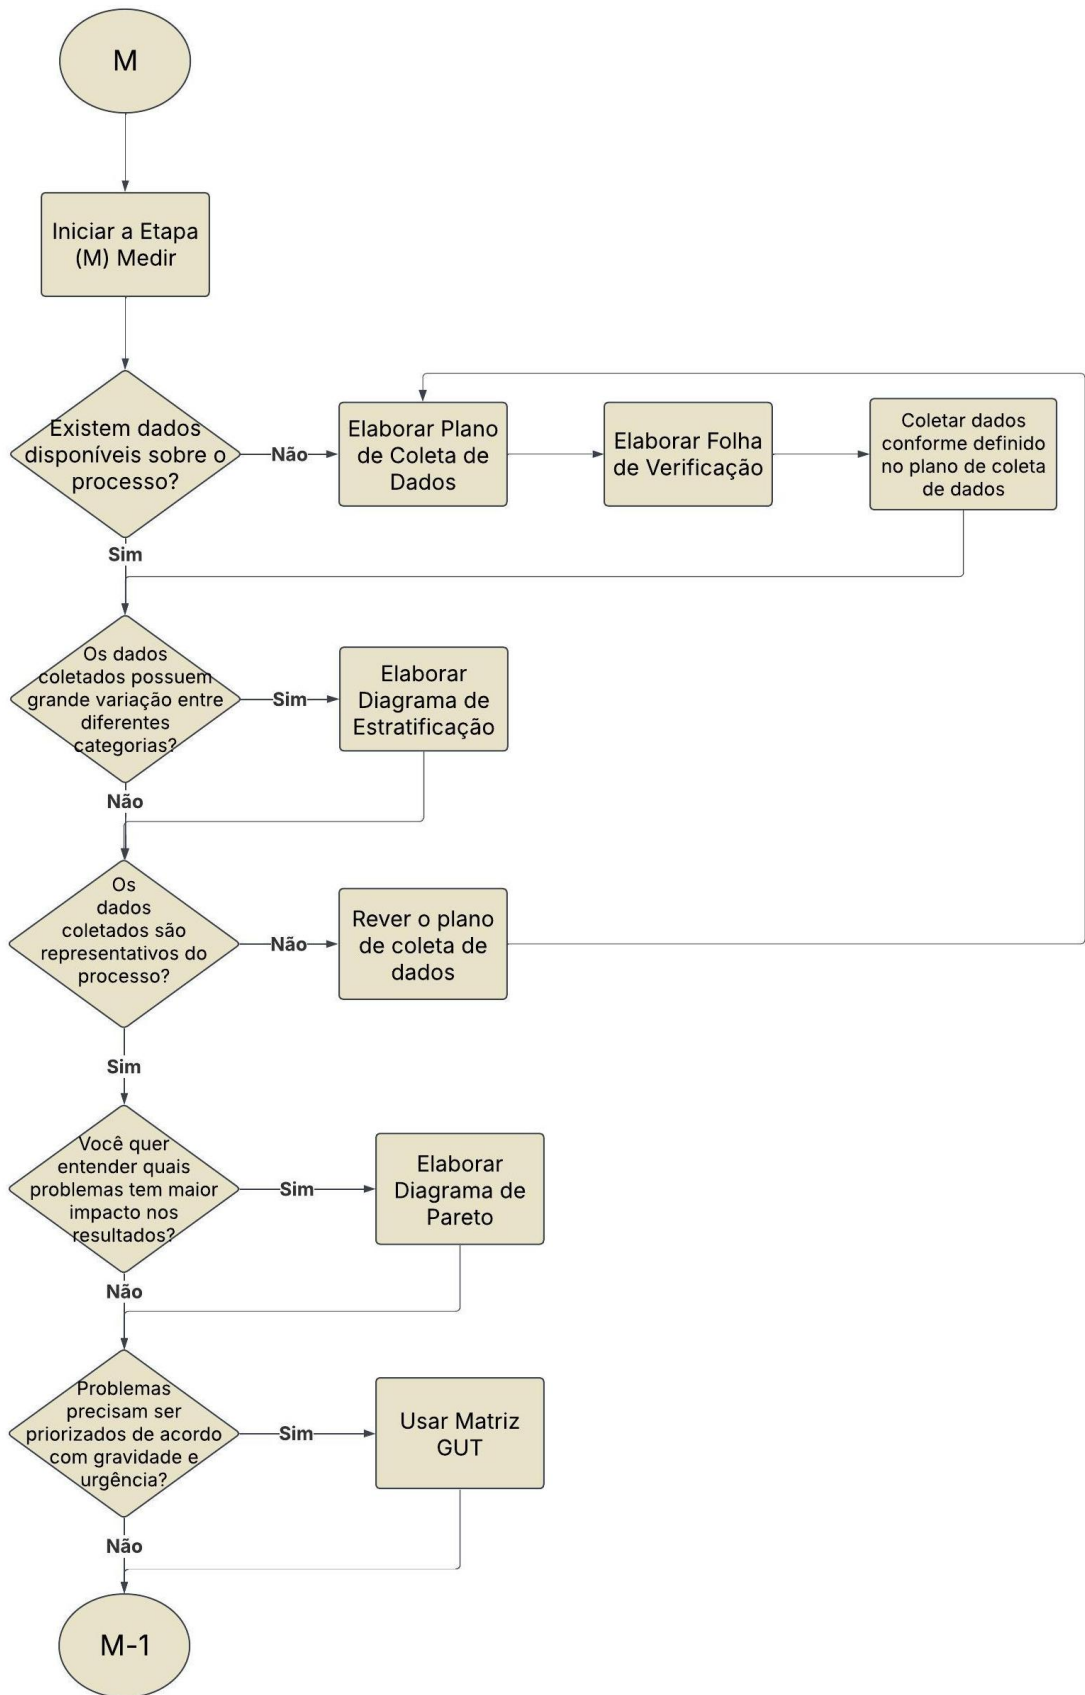 M
Iniciar a Etapa
(M) Medir
Existem dados
disponíveis sobre o
processo?
Não
Elaborar Plano
de Coleta de
Dados
Elaborar Folha
de Verificação
Coletar dados
conforme definido
no plano de coleta
de dados
Sim
Os dados
coletados possuem
grande variação entre
diferentes
categorias?
Sim
Elaborar
Diagrama de
Estratificação
Não
Os
dados
coletados são
representativos do
processo?
Não
Rever o plano
de coleta de
dados
Sim
Você quer
entender quais
problemas tem maior
impacto nos
resultados?
Sim
Elaborar
Diagrama de
Pareto
Não
Problemas
precisam ser
priorizados de acordo
com gravidade e
urgência?
Sim
Usar Matriz
GUT
Não
M-1